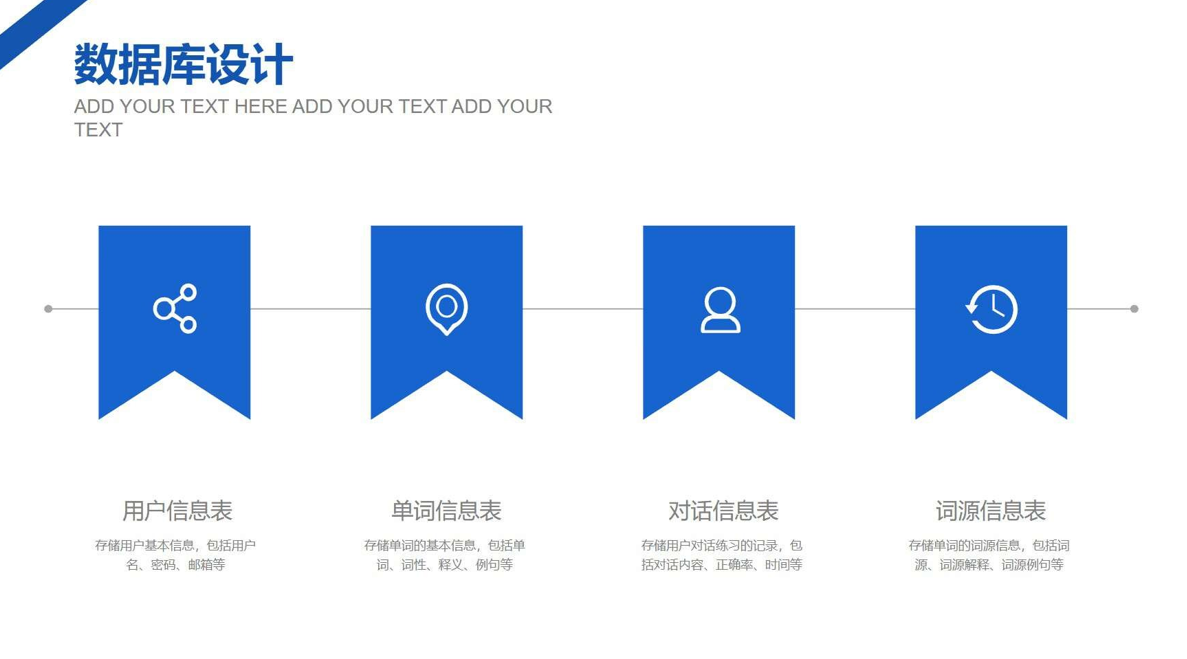 数据库设计
ADD YOUR TEXT HERE ADD YOUR TEXT ADD YOUR
TEXT
用户信息表
存储用户基本信息，包括用户
名、密码、邮箱等
单词信息表
存储单词的基本信息，包括单
词、词性、释义、例句等
对话信息表
存储用户对话练习的记录，包
括对话内容、正确率、时间等
词源信息表
存储单词的词源信息，包括词
源、词源解释、词源例句等